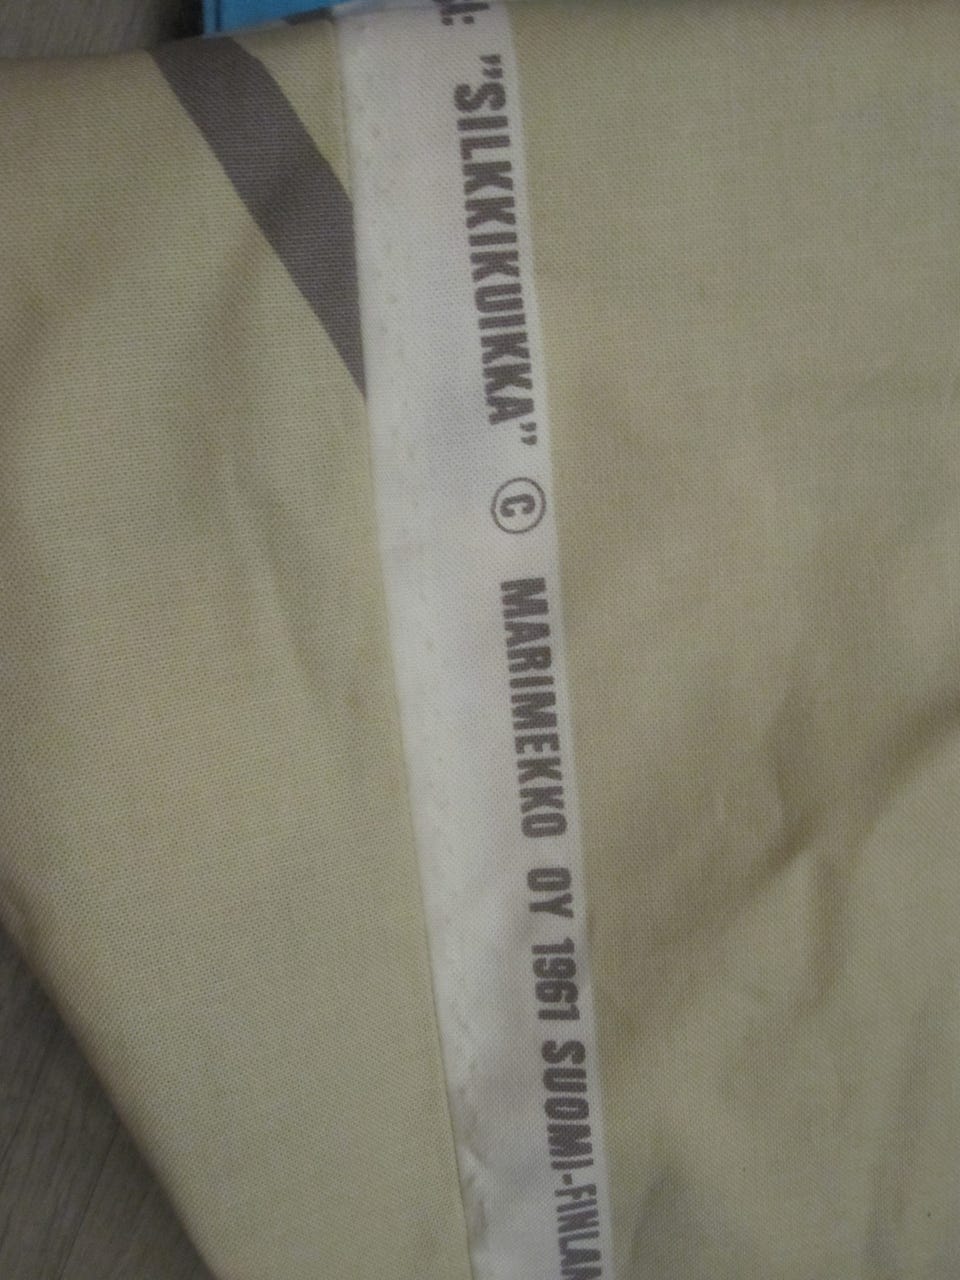 "SILKKIKUIKKA" © MARIMEKKO OY 1961 SUOMI-FINLAN